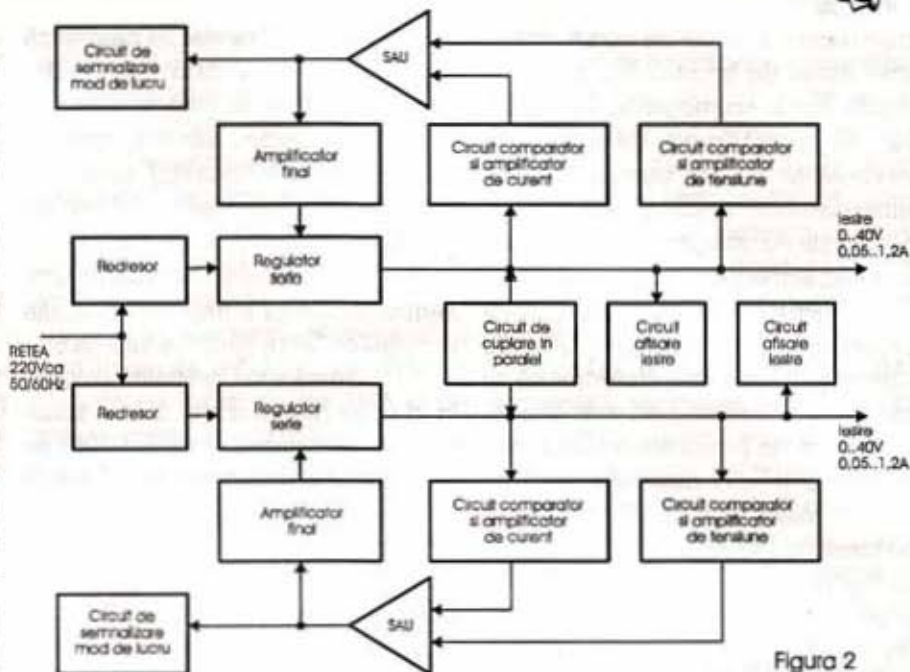 Circuit de
semnalizare
mod de lucru
SAU
Amplificator
final
Circuit comparator
si amplificator
de curent
Circuit comparator
si amplificator
de tensiune
Iesire
0..40V
0,05..1,2A
Redresor
Regulator
serie
Circuit de
cuplare in
paralel
Circuit
afisare
iesire
Circuit
afisare
iesire
RETEA
220Vca
50/60Hz
Redresor
Regulator
serie
Iesire
0..40V
0,05..1,2A
Amplificator
final
Circuit comparator
si amplificator
de curent
Circuit comparator
si amplificator
de tensiune
Circuit de
semnalizare
mod de lucru
SAU
Figura 2